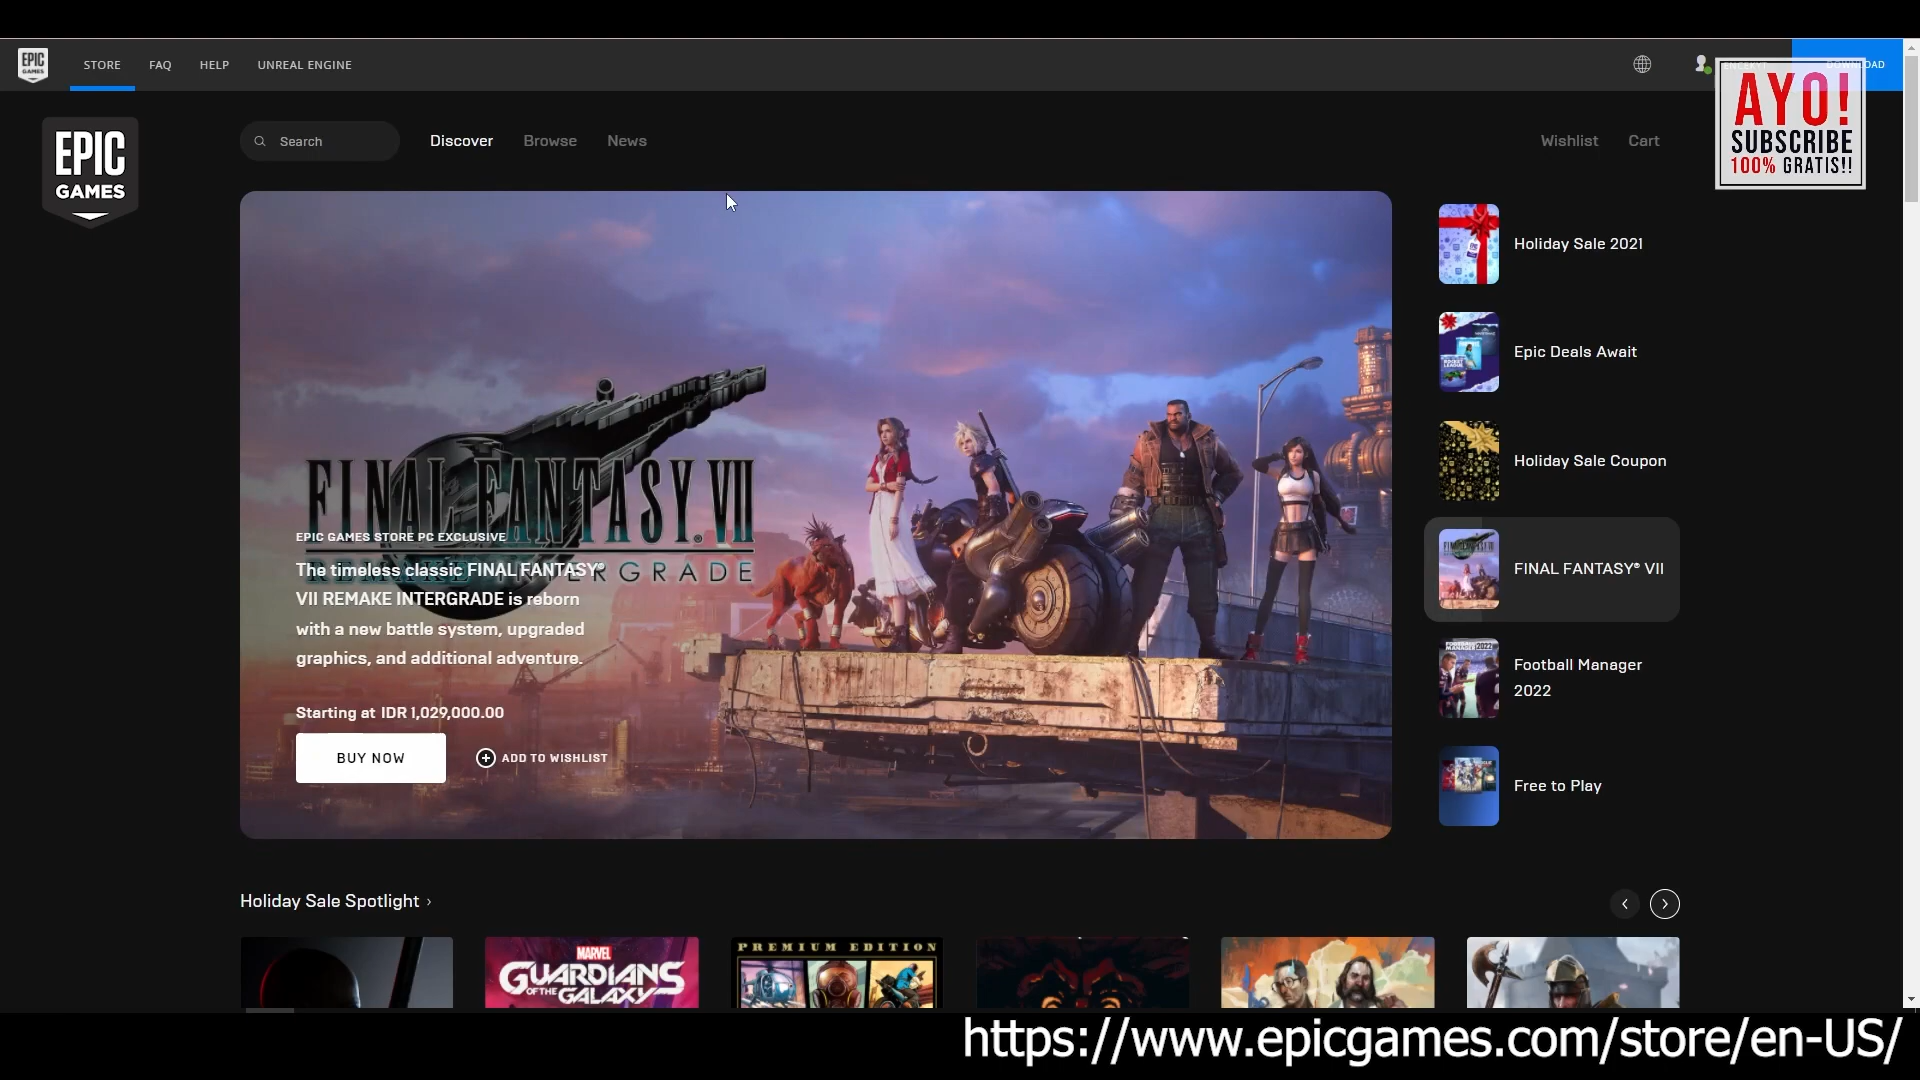 EPIC
GAMES
STORE
FAQ
HELP
UNREAL ENGINE
EPIC
GAMES
Search
Discover
Browse
News
Wishlist
Cart
AYO!
SUBSCRIBE
100% GRATIS!!
FINAL FANTASY VII
EPIC GAMES STORE PC EXCLUSIVE
The timeless classic FINAL FANTASY®
VII REMAKE INTERGRADE is reborn
with a new battle system, upgraded
graphics, and additional adventure.
Starting at IDR 1,029,000.00
BUY NOW
ADD TO WISHLIST
Holiday Sale 2021
Epic Deals Await
Holiday Sale Coupon
FINAL FANTASY® VII
Football Manager
2022
Free to Play
Holiday Sale Spotlight
MARVEL
GUARDIANS
OF THE
GALAXY
PREMIUM EDITION
https://www.epicgames.com/store/en-US/